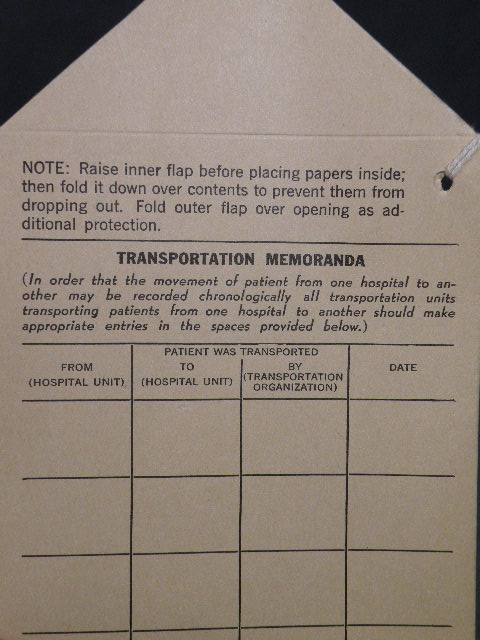 NOTE: Raise inner flap before placing papers inside;
then fold it down over contents to prevent them from
dropping out. Fold outer flap over opening as ad-
ditional protection.
TRANSPORTATION MEMORANDA
(In order that the movement of patient from one hospital to an-
other may be recorded chronologically all transportation units
transporting patients from one hospital to another should make
appropriate entries in the spaces provided below.)
PATIENT WAS TRANSPORTED
FROM
(HOSPITAL UNIT)
TO
(HOSPITAL UNIT)
BY
(TRANSPORTATION
ORGANIZATION)
DATE